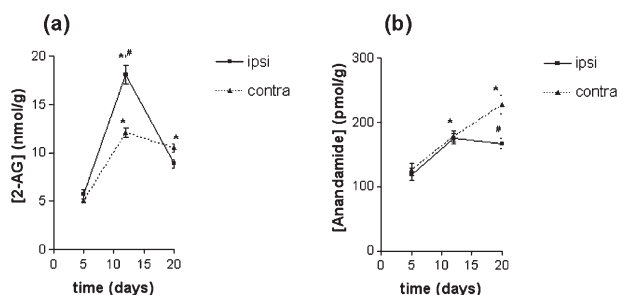 (a)
[2-AG] (nmol/g)
20
15
10
5
0
*,#
*
*
0 5 10 15 20
time (days)
ipsi
contra
(b)
[Anandamide] (pmol/g)
300
200
100
0
*
*
#
0 5 10 15 20
time (days)
ipsi
contra